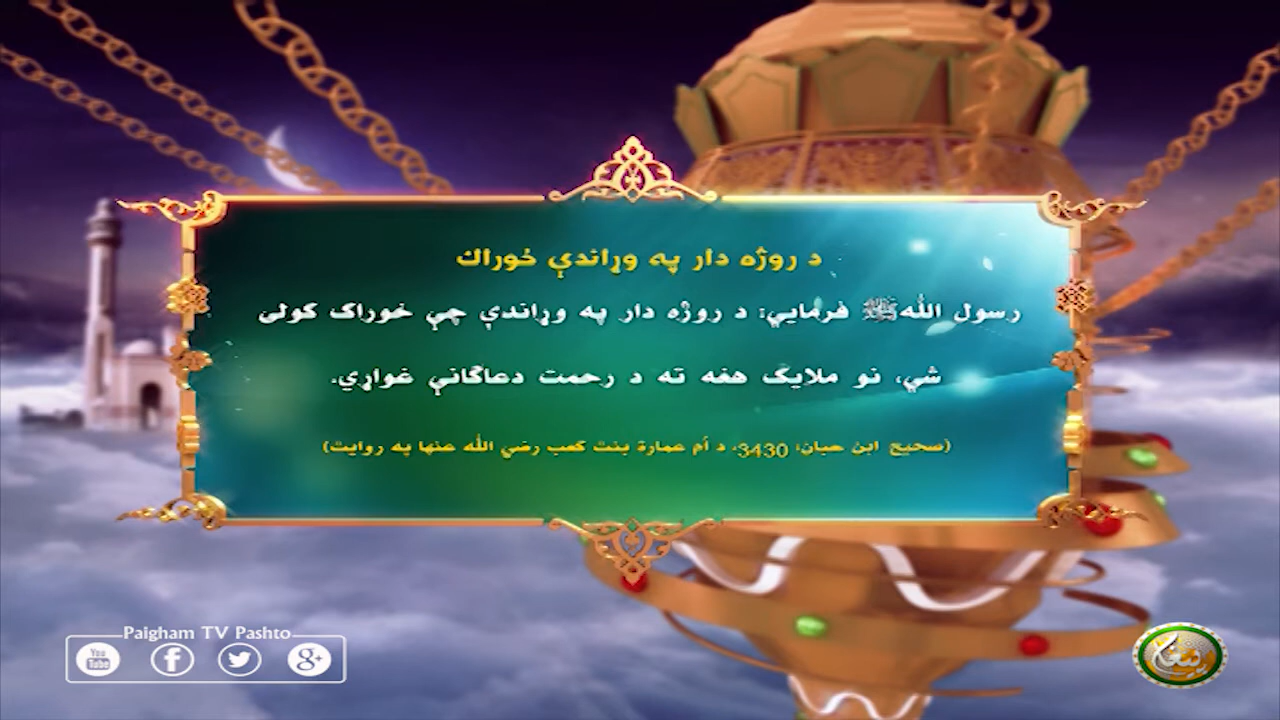 د روژه دار په وړاندې خوراك
رسول اللهﷺ فرمايي: د روژه دار په وړاندې چې خوراک کولی
شي، نو ملايک هغه ته د رحمت دعاګانې غواړي.
(صحيح ابن حبان: 3430، د أم عمارة بنت كعب رضي الله عنها په روايت)
Paigham TV Pashto
You Tube
f
g+
پیغام